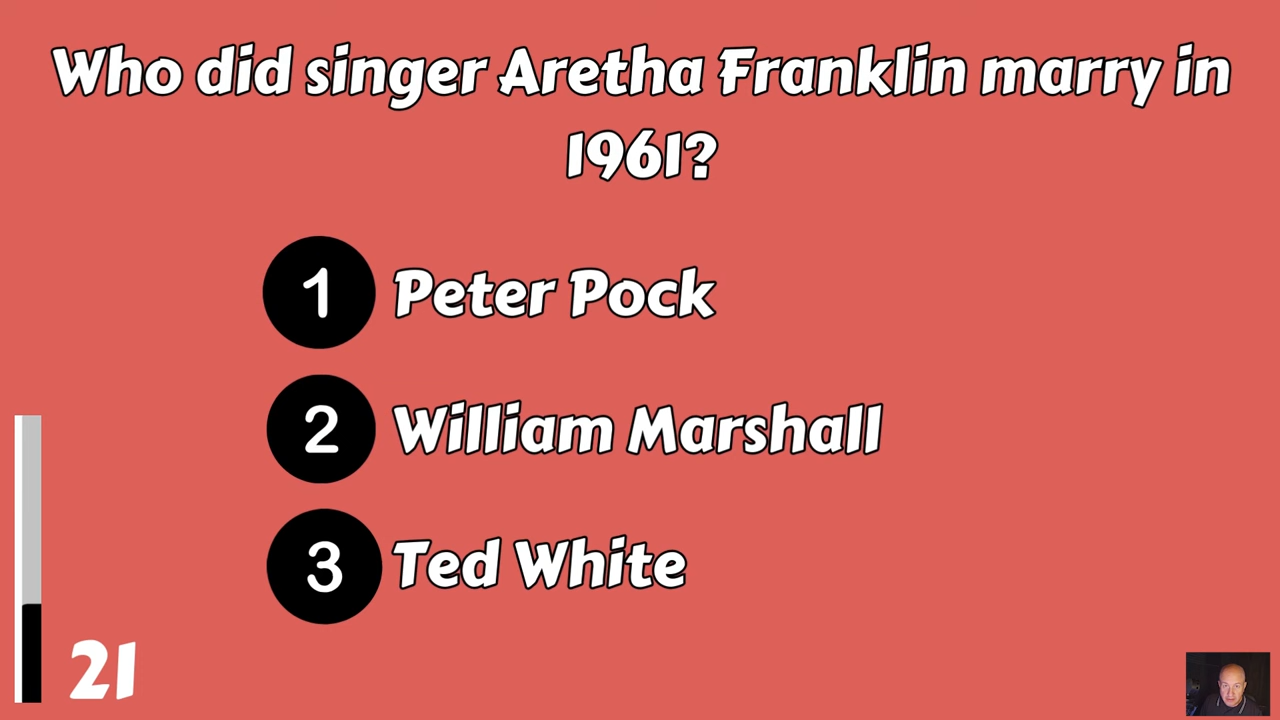 Who did singer Aretha Franklin marry in
1961?
1 Peter Pock
2 William Marshall
3 Ted White
21